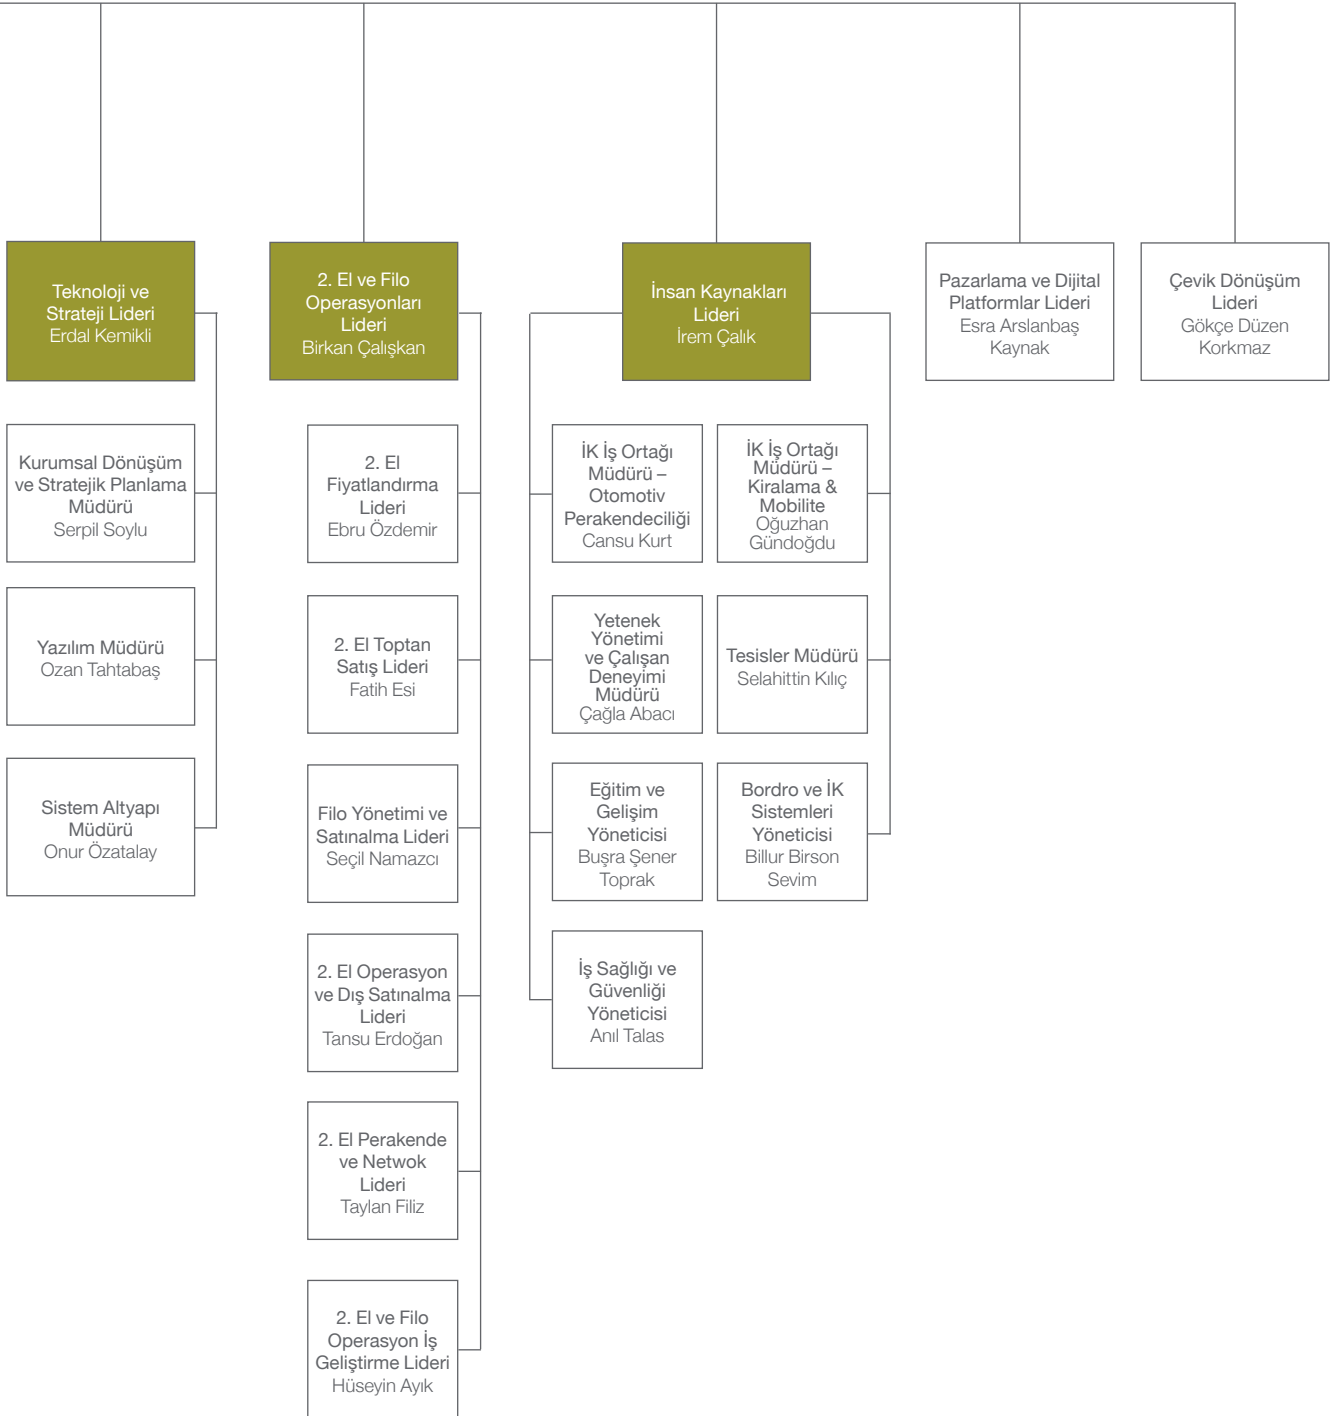 Teknoloji ve
Strateji Lideri
Erdal Kemikli
Kurumsal Dönüşüm
ve Stratejik Planlama
Müdürü
Serpil Soylu
Yazılım Müdürü
Ozan Tahtabaş
Sistem Altyapı
Müdürü
Onur Özatalay
2. El ve Filo
Operasyonları
Lideri
Birkan Çalışkan
2. El
Fiyatlandırma
Lideri
Ebru Özdemir
2. El Toptan
Satış Lideri
Fatih Esi
Filo Yönetimi ve
Satınalma Lideri
Seçil Namazcı
2. El Operasyon
ve Dış Satınalma
Lideri
Tansu Erdoğan
2. El Perakende
ve Netwok
Lideri
Taylan Filiz
2. El ve Filo
Operasyon İş
Geliştirme Lideri
Hüseyin Ayık
İnsan Kaynakları
Lideri
İrem Çalık
İK İş Ortağı
Müdürü –
Otomotiv
Perakendeciliği
Cansu Kurt
Yetenek
Yönetimi
ve Çalışan
Deneyimi
Müdürü
Çağla Abacı
Eğitim ve
Gelişim
Yöneticisi
Buşra Şener
Toprak
İş Sağlığı ve
Güvenliği
Yöneticisi
Anıl Talas
İK İş Ortağı
Müdürü –
Kiralama &
Mobilite
Oğuzhan
Gündoğdu
Tesisler Müdürü
Selahittin Kılıç
Bordro ve İK
Sistemleri
Yöneticisi
Billur Birson
Sevim
Pazarlama ve Dijital
Platformlar Lideri
Esra Arslanbaş
Kaynak
Çevik Dönüşüm
Lideri
Gökçe Düzen
Korkmaz